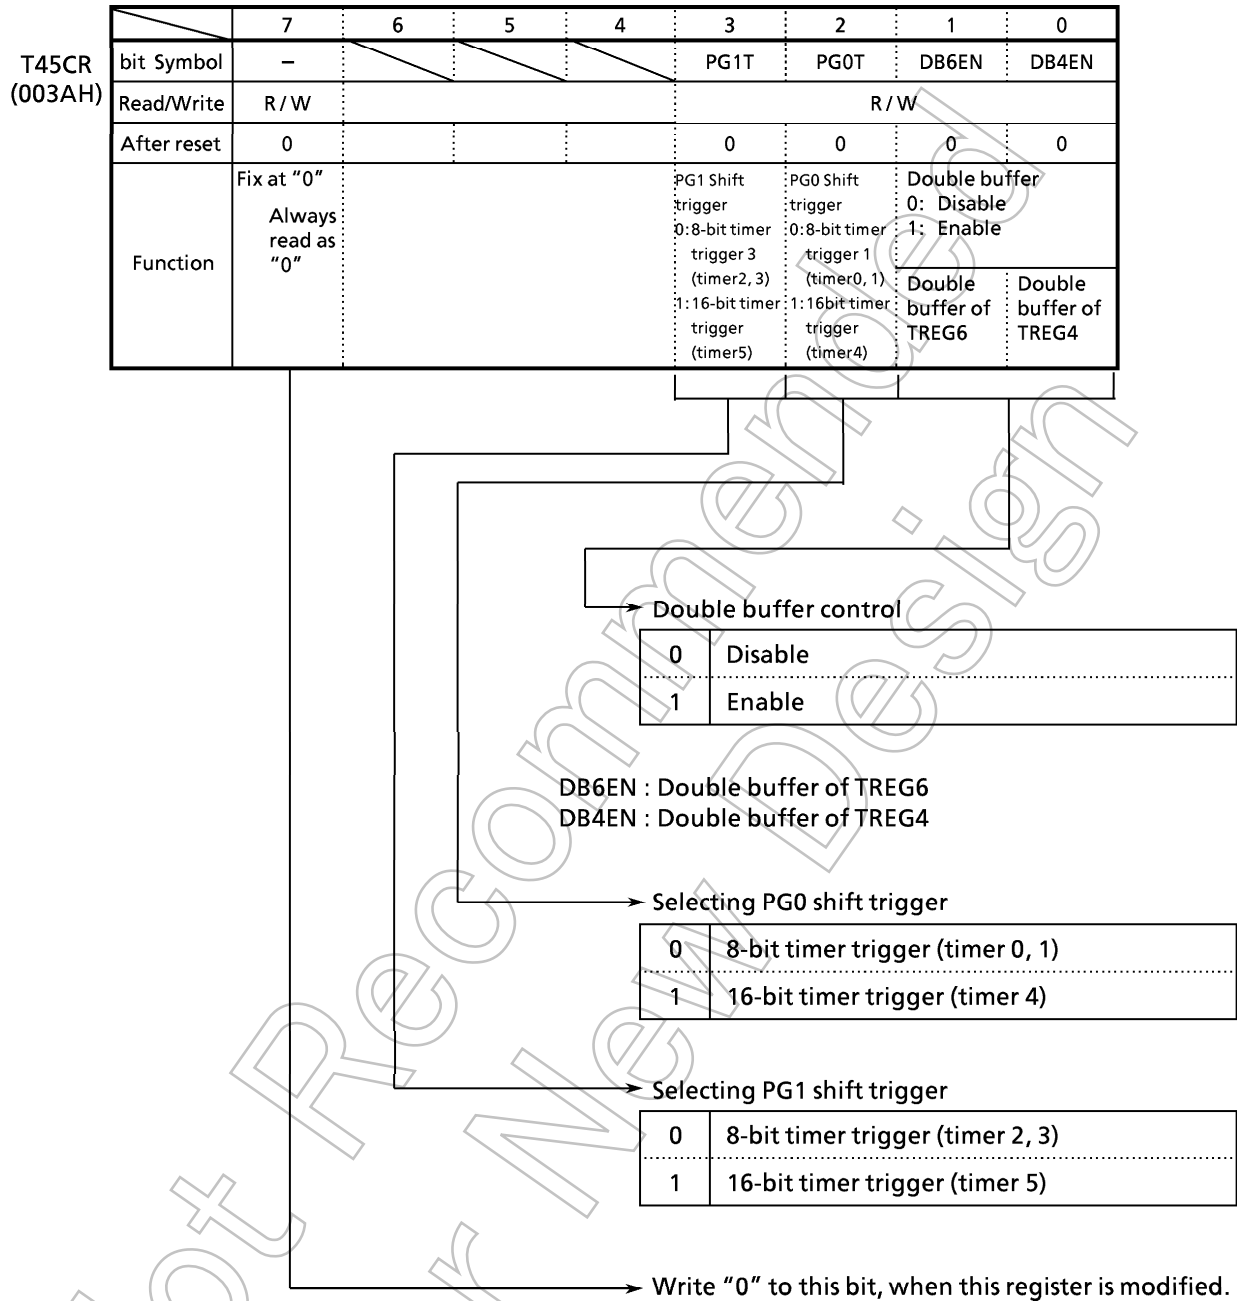 7 6 5 4 3 2 1 0
T45CR
(003AH)
bit Symbol – PG1T PG0T DB6EN DB4EN
Read/Write R / W R / W
After reset 0 0 0 0 0
Function
Fix at “0”
Always
read as
“0”
PG1 Shift
trigger
0:8-bit timer
trigger 3
(timer2, 3)
1:16-bit timer
trigger
(timer5)
PG0 Shift
trigger
0:8-bit timer
trigger 1
(timer0, 1)
1:16bit timer
trigger
(timer4)
Double buffer
0: Disable
1: Enable
Double
buffer of
TREG6
Double
buffer of
TREG4
Double buffer control
0 Disable
1 Enable
DB6EN : Double buffer of TREG6
DB4EN : Double buffer of TREG4
Selecting PG0 shift trigger
0 8-bit timer trigger (timer 0, 1)
1 16-bit timer trigger (timer 4)
Selecting PG1 shift trigger
0 8-bit timer trigger (timer 2, 3)
1 16-bit timer trigger (timer 5)
Write “0” to this bit, when this register is modified.
Not Recommended
r New Design